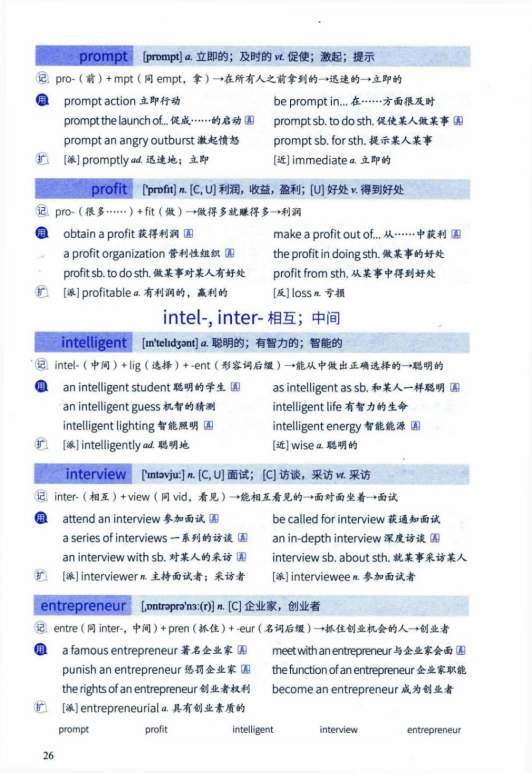 prompt [prɒmpt] a. 立即的；及时的 vt. 促使；激起；提示
记 pro-（前）+ mpt（同 empt，拿）→在所有人之前拿到的→迅速的→立即的
用 prompt action 立即行动 be prompt in... 在……方面很及时
prompt the launch of... 促成……的启动 prompt sb. to do sth. 促使某人做某事
prompt an angry outburst 激起愤怒 prompt sb. for sth. 提示某人某事
扩 [派] promptly ad. 迅速地；立即 [近] immediate a. 立即的
profit ['prɒfɪt] n. [C, U] 利润，收益，盈利；[U] 好处 v. 得到好处
记 pro-（很多……）+ fit（做）→做得多就赚得多→利润
用 obtain a profit 获得利润 make a profit out of... 从……中获利
a profit organization 营利性组织 the profit in doing sth. 做某事的好处
profit sb. to do sth. 做某事对某人有好处 profit from sth. 从某事中得到好处
扩 [派] profitable a. 有利润的，赢利的 [反] loss n. 亏损
intel-, inter- 相互；中间
intelligent [ɪn'telɪdʒənt] a. 聪明的；有智力的；智能的
记 intel-（中间）+ lig（选择）+ -ent（形容词后缀）→能从中做出正确选择的→聪明的
用 an intelligent student 聪明的学生 as intelligent as sb. 和某人一样聪明
an intelligent guess 机智的猜测 intelligent life 有智力的生命
intelligent lighting 智能照明 intelligent energy 智能能源
扩 [派] intelligently ad. 聪明地 [近] wise a. 聪明的
interview ['ɪntəvjuː] n. [C, U] 面试；[C] 访谈，采访 vt. 采访
记 inter-（相互）+ view（同 vid，看见）→能相互看见的→面对面坐着→面试
用 attend an interview 参加面试 be called for interview 获通知面试
a series of interviews 一系列的访谈 an in-depth interview 深度访谈
an interview with sb. 对某人的采访 interview sb. about sth. 就某事采访某人
扩 [派] interviewer n. 主持面试者；采访者 [派] interviewee n. 参加面试者
entrepreneur [ˌɒntrəprə'nɜː(r)] n. [C] 企业家，创业者
记 entre（同 inter-，中间）+ pren（抓住）+ -eur（名词后缀）→抓住创业机会的人→创业者
用 a famous entrepreneur 著名企业家 meet with an entrepreneur 与企业家会面
punish an entrepreneur 惩罚企业家 the function of an entrepreneur 企业家职能
the rights of an entrepreneur 创业者权利 become an entrepreneur 成为创业者
扩 [派] entrepreneurial a. 具有创业素质的
prompt profit intelligent interview entrepreneur
26